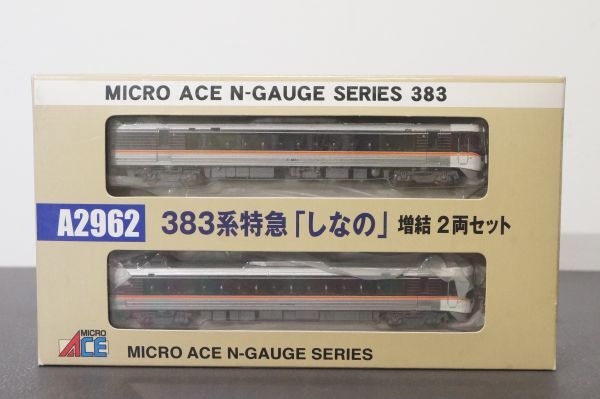 MICRO ACE N-GAUGE SERIES 383
A2962 383系特急「しなの」 増結 2両セット
MICRO ACE
MICRO ACE N-GAUGE SERIES